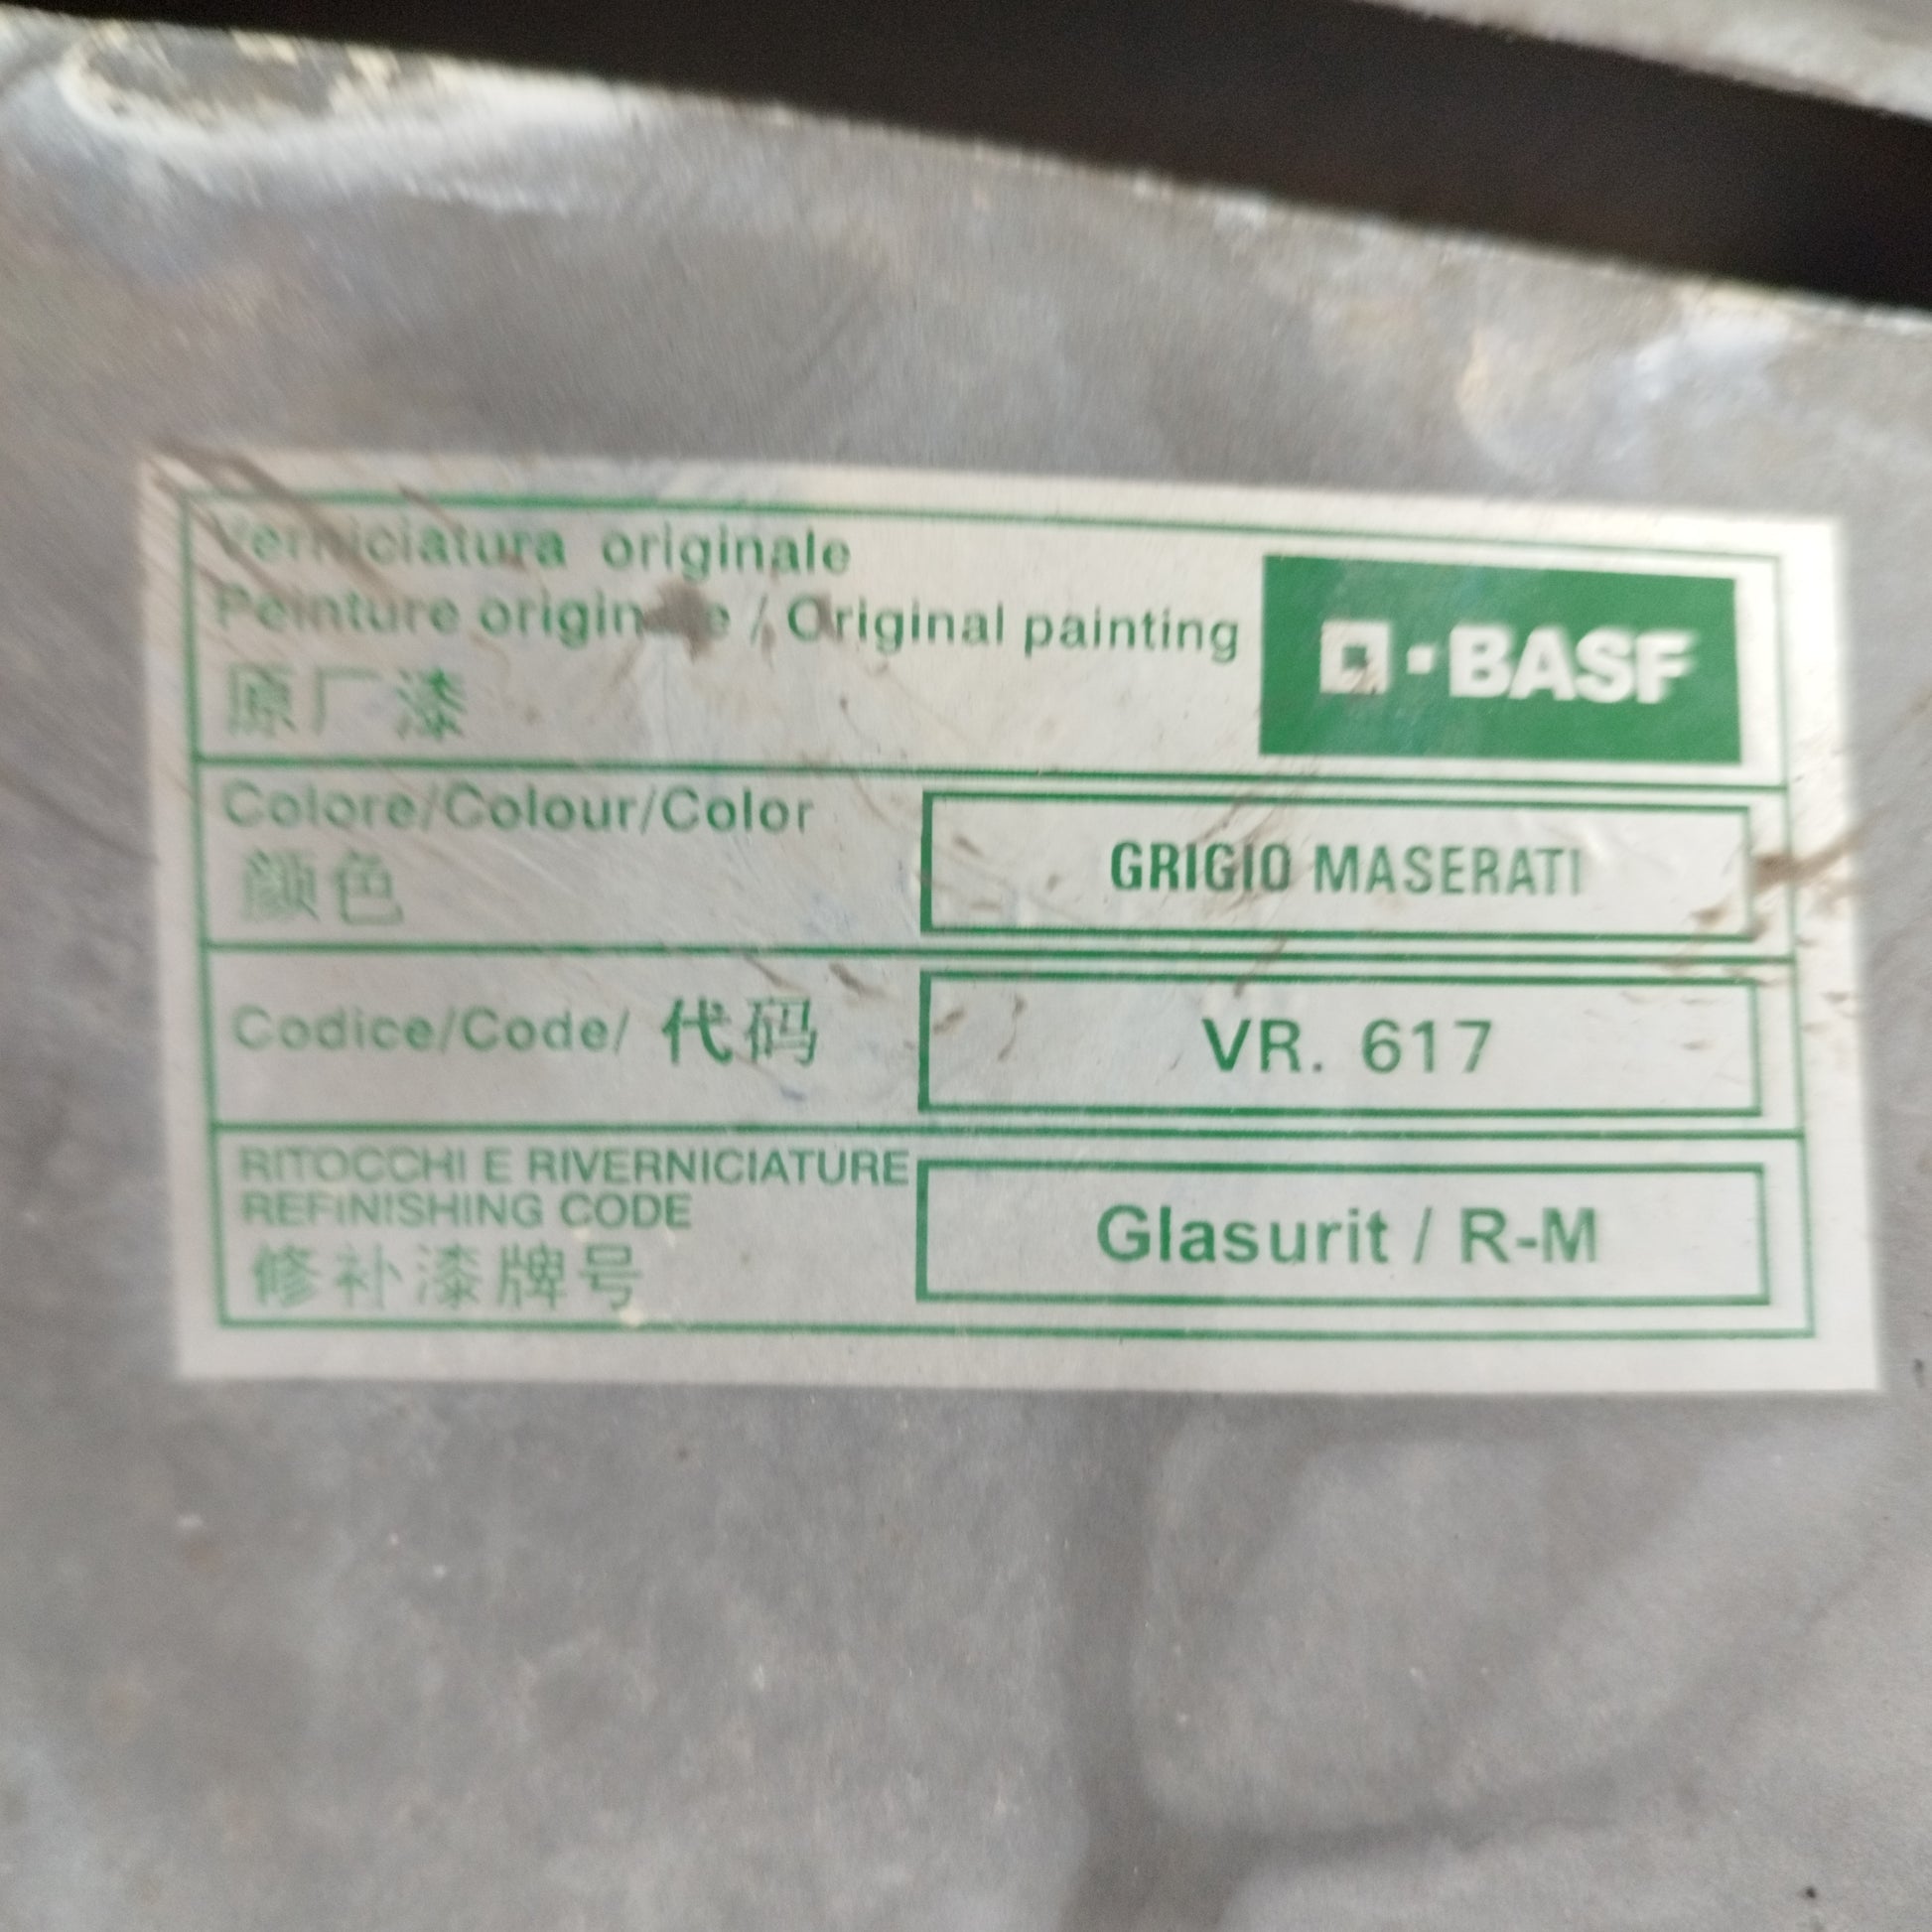 Verniciatura originale
Peinture originale / Original painting
原厂漆
BASF
Colore/Colour/Color
颜色
GRIGIO MASERATI
Codice/Code/ 代码
VR. 617
RITOCCHI E RIVERNICIATURE
REFINISHING CODE
修补漆牌号
Glasurit / R-M